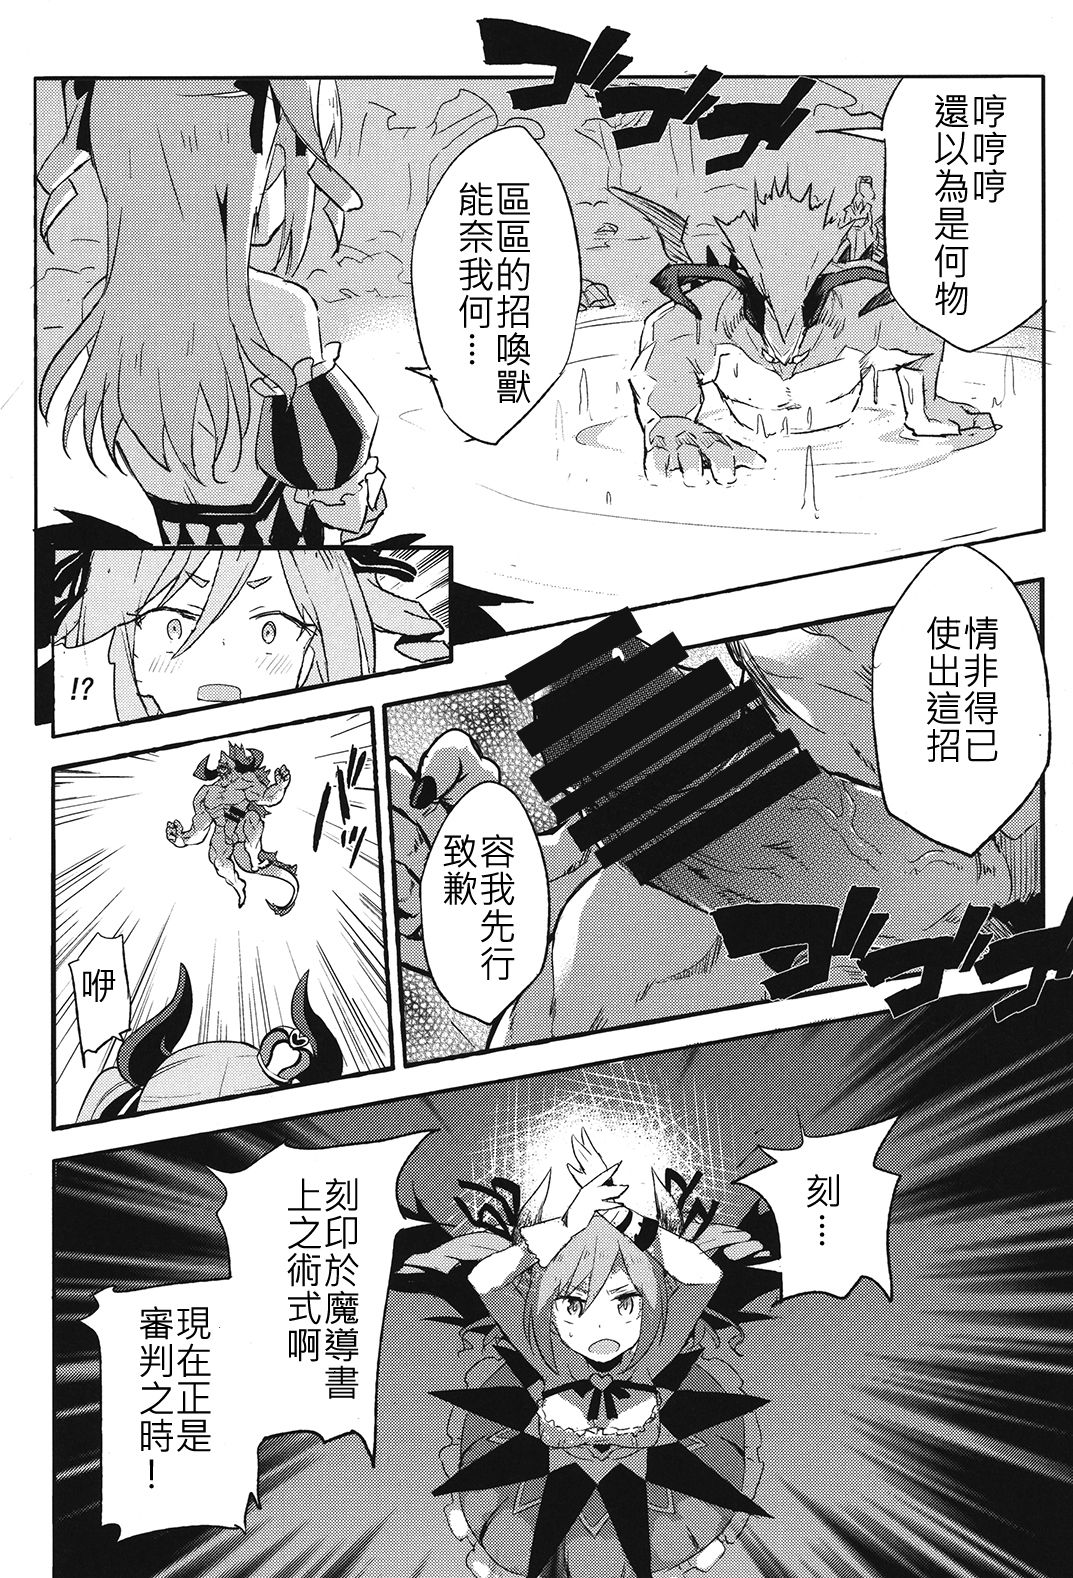 哼哼哼
還以為是何物
ゴゴゴ
區區的招喚獸
能奈我何…
!?
情非得已
使出這招
容我先行
致歉
ゴゴゴ
咿
刻…
刻印於魔導書
上之術式啊
現在正是
審判之時！